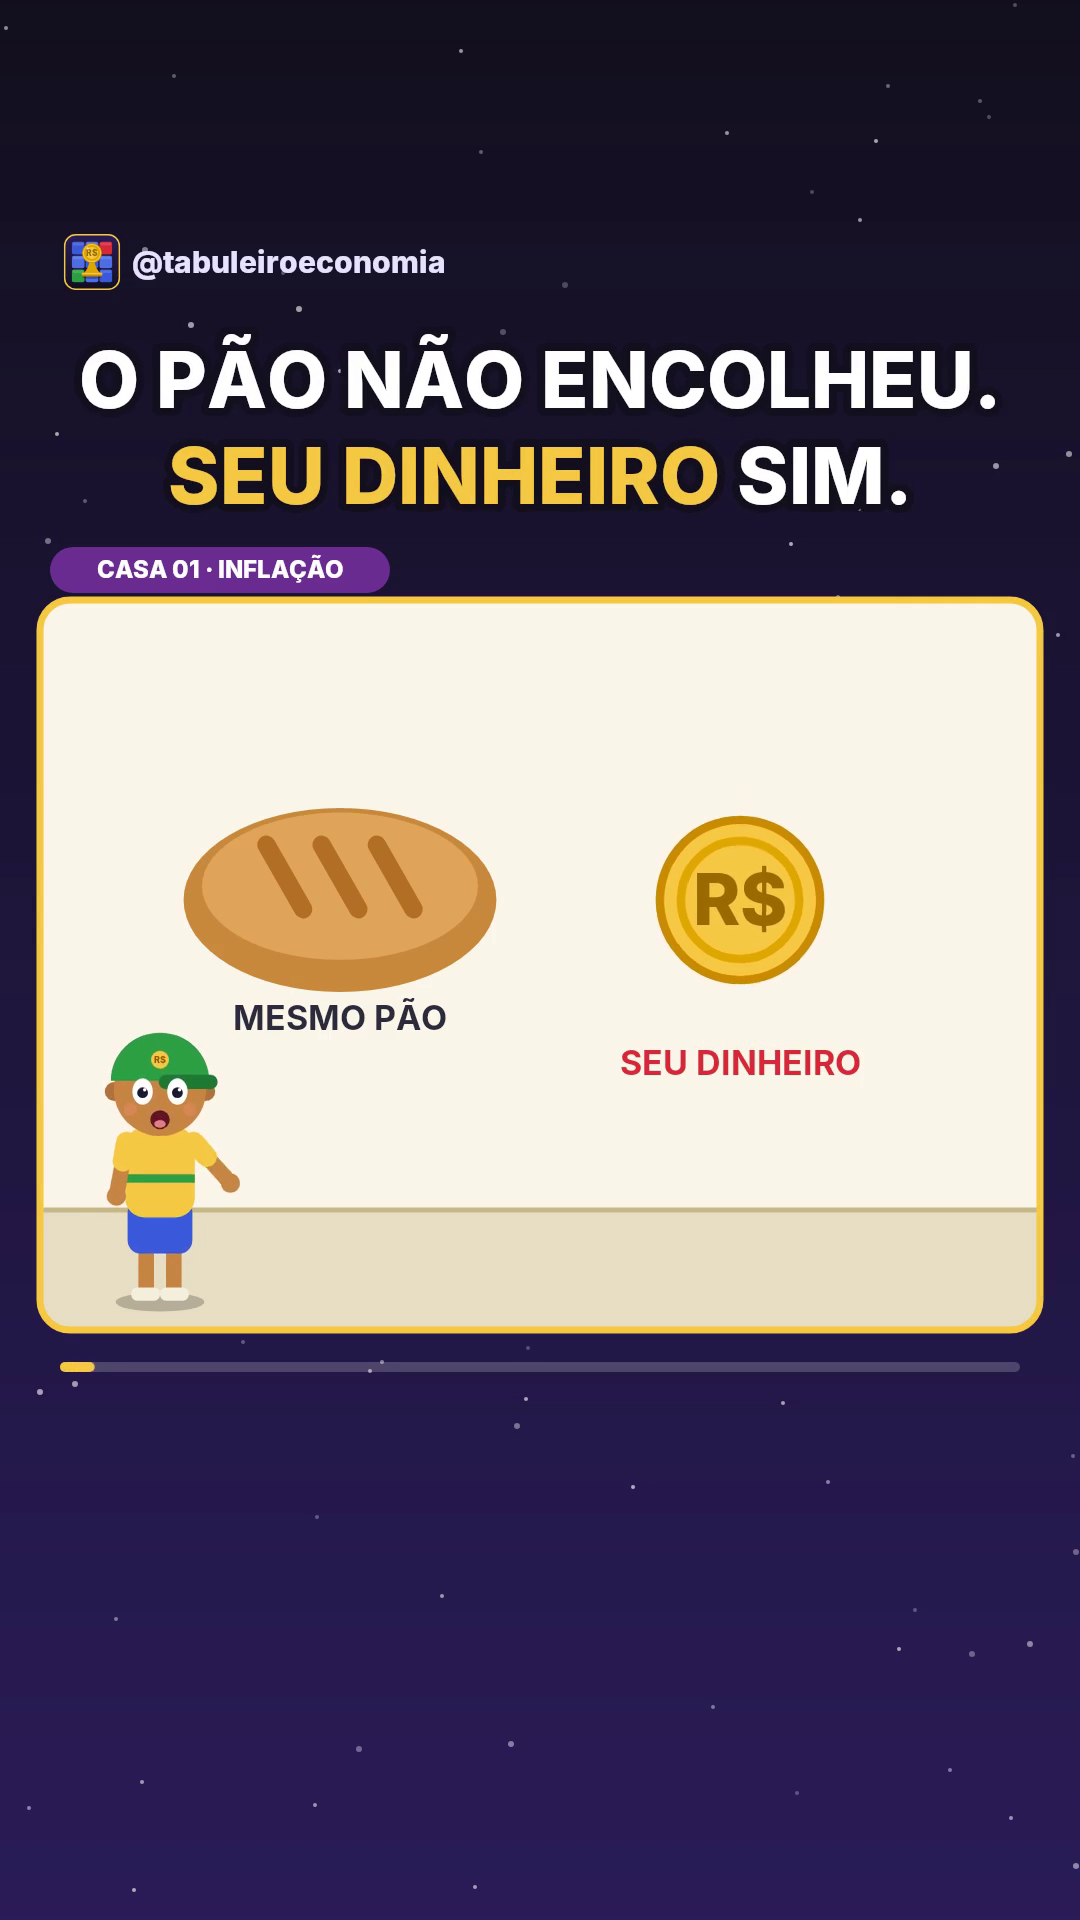 @tabuleiroeconomia
O PÃO NÃO ENCOLHEU.
SEU DINHEIRO SIM.
CASA 01 · INFLAÇÃO
R$
MESMO PÃO
SEU DINHEIRO
R$